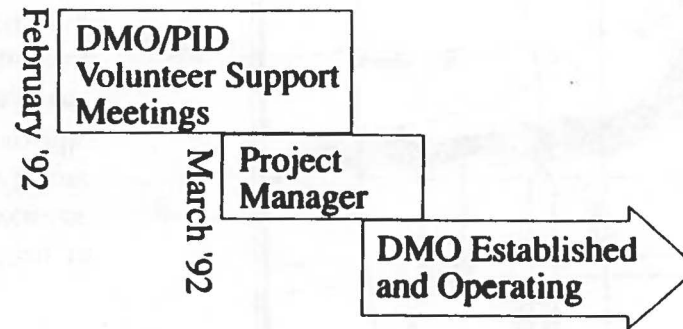 February '92
DMO/PID
Volunteer Support
Meetings
March '92
Project
Manager
DMO Established
and Operating